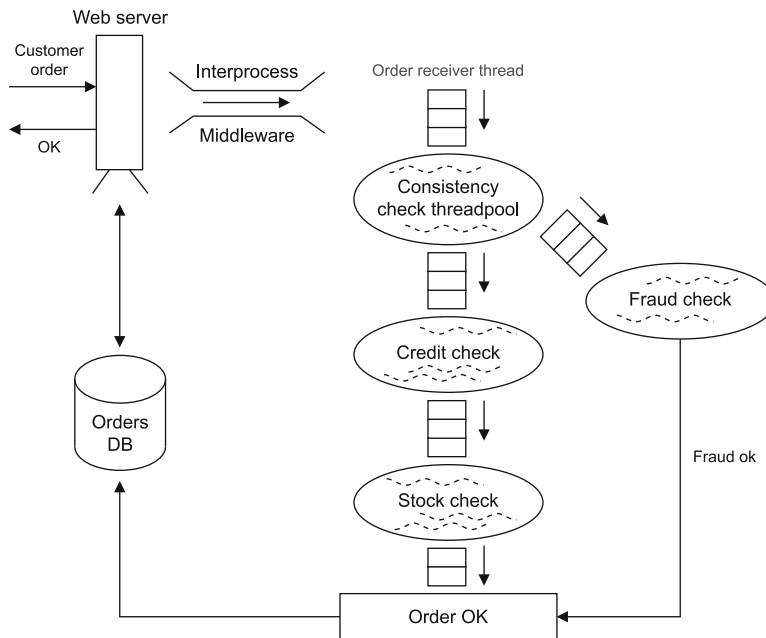 Web server
Customer
order
OK
Interprocess
Middleware
Order receiver thread
Consistency
check threadpool
Fraud check
Credit check
Orders
DB
Fraud ok
Stock check
Order OK